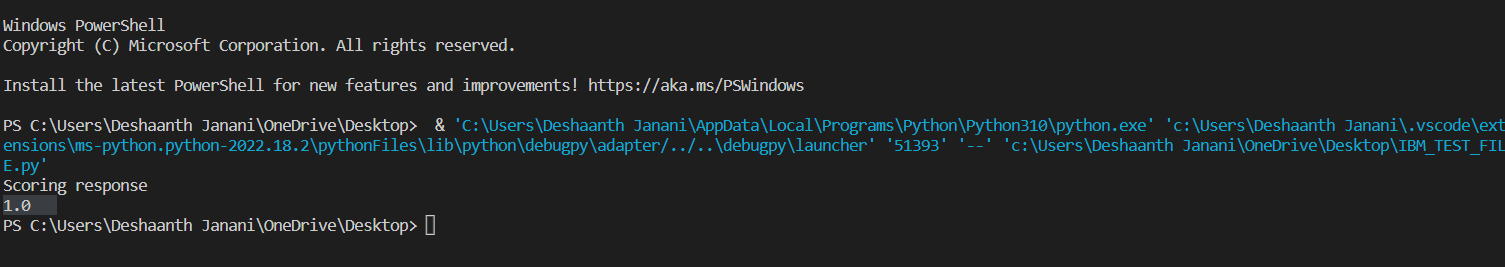 Windows PowerShell
Copyright (C) Microsoft Corporation. All rights reserved.
Install the latest PowerShell for new features and improvements! https://aka.ms/PSWindows
PS C:\Users\Deshaanth Janani\OneDrive\Desktop>  & 'C:\Users\Deshaanth Janani\AppData\Local\Programs\Python\Python310\python.exe' 'c:\Users\Deshaanth Janani\.vscode\ext
ensions\ms-python.python-2022.18.2\pythonFiles\lib\python\debugpy\adapter/../..\debugpy\launcher' '51393' '--' 'c:\Users\Deshaanth Janani\OneDrive\Desktop\IBM_TEST_FIL
E.py'
Scoring response
1.0
PS C:\Users\Deshaanth Janani\OneDrive\Desktop>